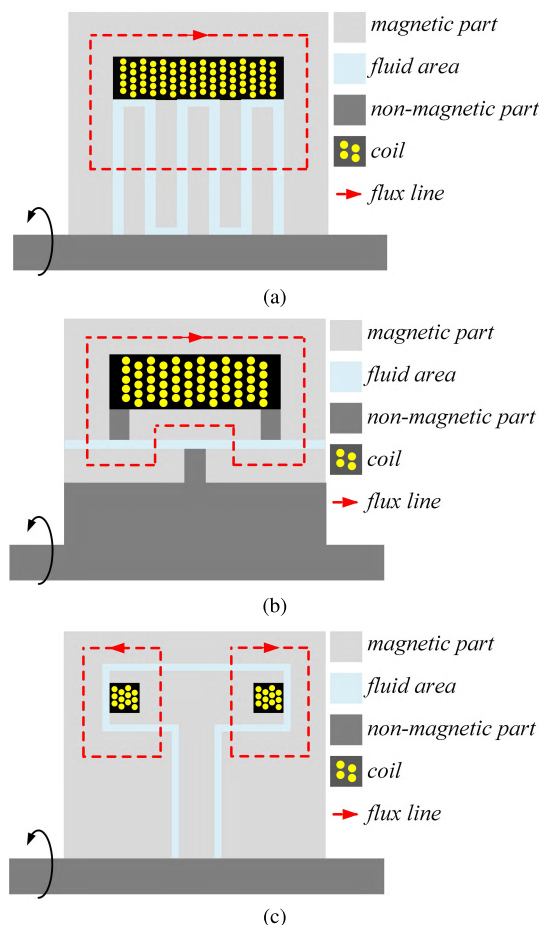 magnetic part
fluid area
non-magnetic part
coil
flux line
(a)
magnetic part
fluid area
non-magnetic part
coil
flux line
(b)
magnetic part
fluid area
non-magnetic part
coil
flux line
(c)